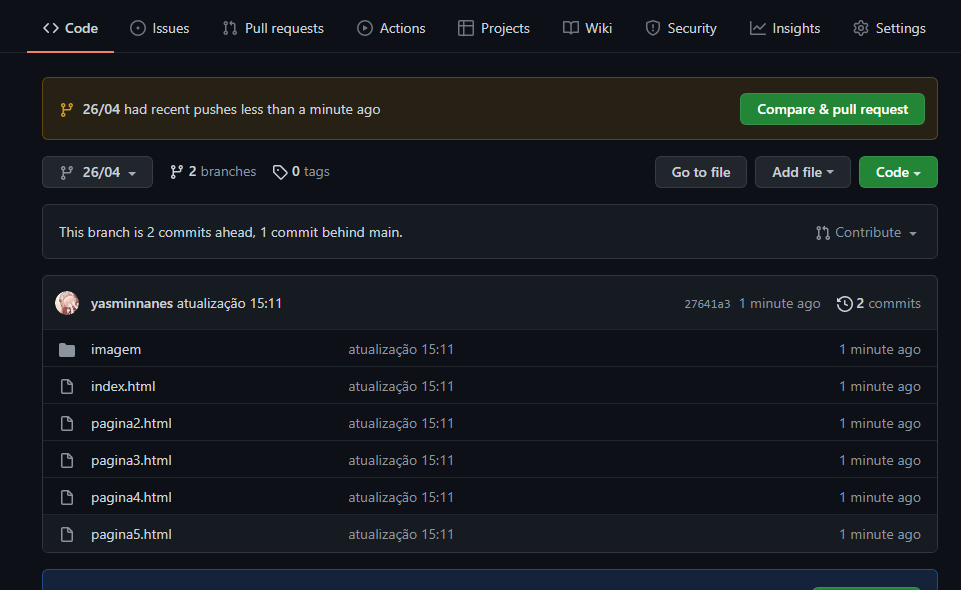 Code Issues Pull requests Actions Projects Wiki Security Insights Settings
26/04 had recent pushes less than a minute ago Compare & pull request
26/04 2 branches 0 tags Go to file Add file Code
This branch is 2 commits ahead, 1 commit behind main. Contribute
yasminnanes atualização 15:11 27641a3 1 minute ago 2 commits
imagem atualização 15:11 1 minute ago
index.html atualização 15:11 1 minute ago
pagina2.html atualização 15:11 1 minute ago
pagina3.html atualização 15:11 1 minute ago
pagina4.html atualização 15:11 1 minute ago
pagina5.html atualização 15:11 1 minute ago